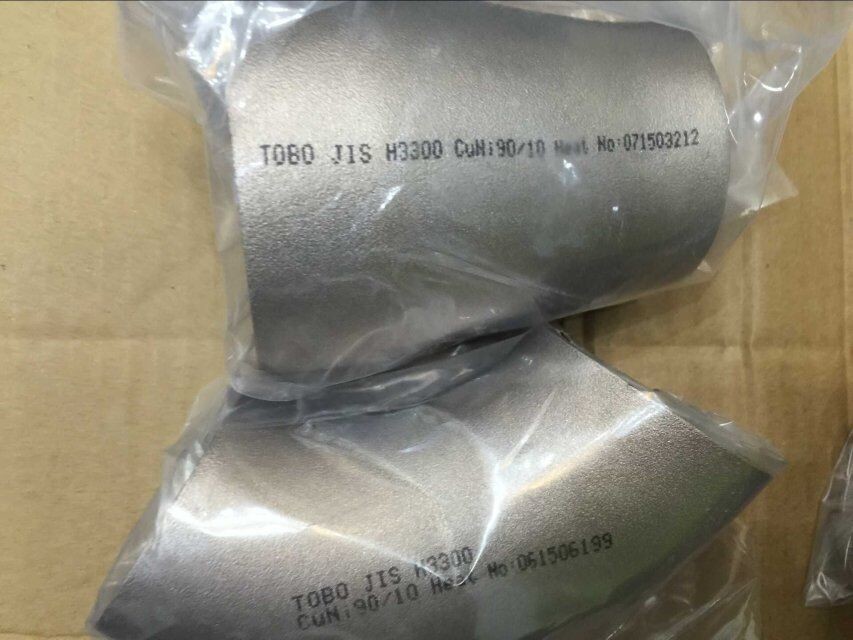 TOBO JIS H3300 CuNi90/10 Heat No:071503212
TOBO JIS H3300
CuNi90/10 Heat No:061506199